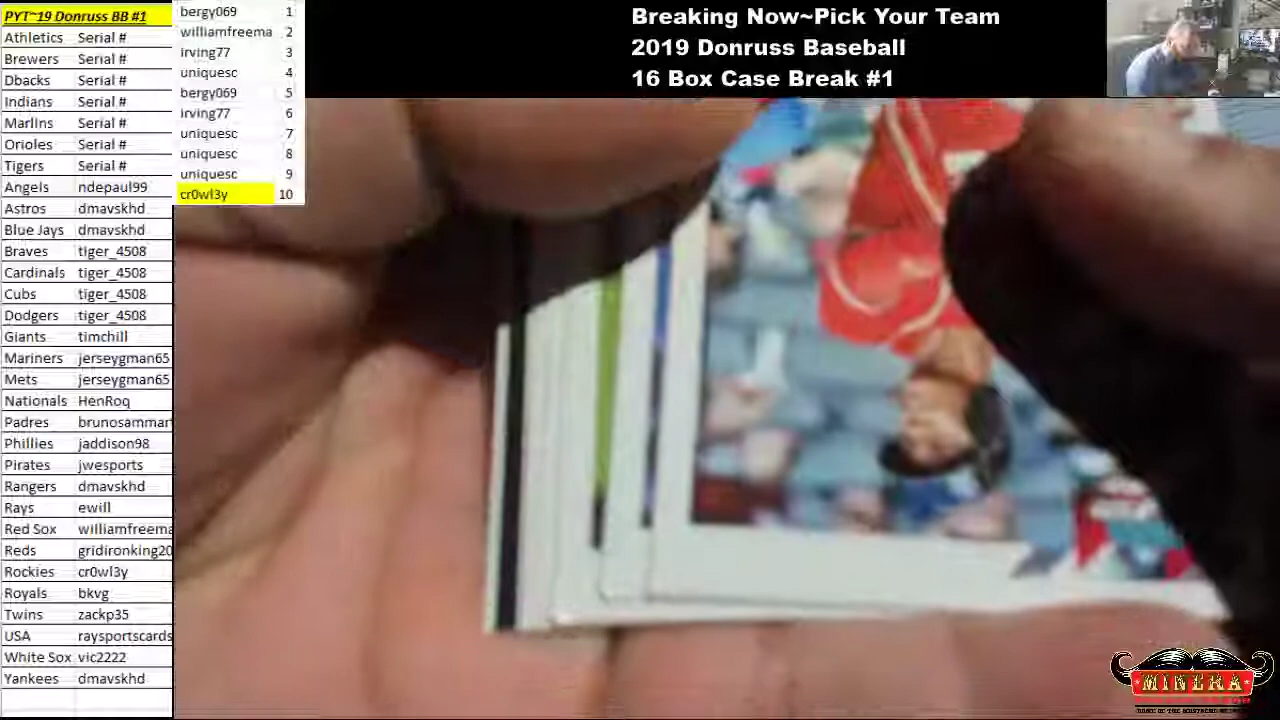 PYT~19 Donruss BB #1
Athletics Serial #
Brewers Serial #
Dbacks Serial #
Indians Serial #
Marlins Serial #
Orioles Serial #
Tigers Serial #
Angels ndepaul99
Astros dmavskhd
Blue Jays dmavskhd
Braves tiger_4508
Cardinals tiger_4508
Cubs tiger_4508
Dodgers tiger_4508
Giants timchill
Mariners jerseygman65
Mets jerseygman65
Nationals HenRoq
Padres brunosammar
Phillies jaddison98
Pirates jwesports
Rangers dmavskhd
Rays ewill
Red Sox williamfreema
Reds gridironking20
Rockies cr0wl3y
Royals bkvg
Twins zackp35
USA raysportscards
White Sox vic2222
Yankees dmavskhd
bergy069 1
williamfreema 2
irving77 3
uniquesc 4
bergy069 5
irving77 6
uniquesc 7
uniquesc 8
uniquesc 9
cr0wl3y 10
Breaking Now~Pick Your Team
2019 Donruss Baseball
16 Box Case Break #1
MINERA